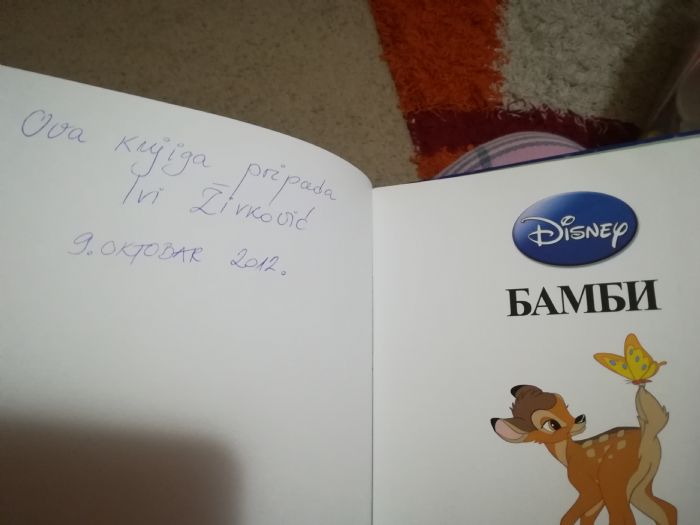 Ova knjiga pripada
Ivi Živković
9. OKTOBAR 2012.
Disney
БАМБИ